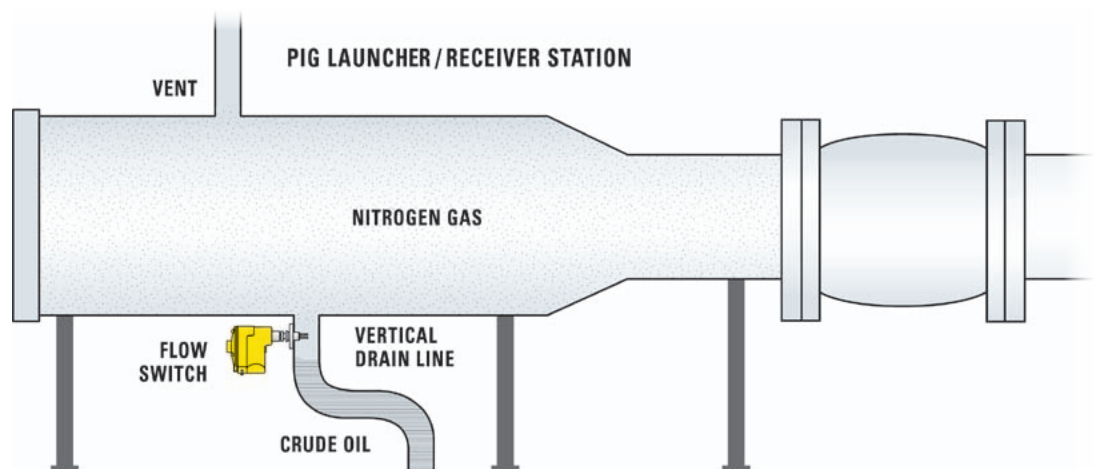 PIG LAUNCHER / RECEIVER STATION
VENT
NITROGEN GAS
FLOW
SWITCH
VERTICAL
DRAIN LINE
CRUDE OIL